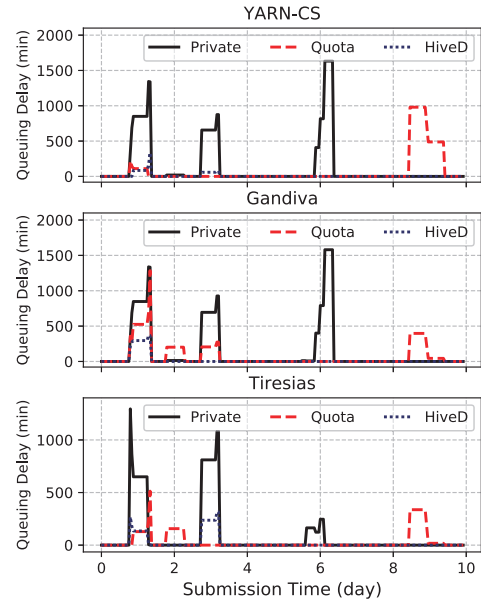 YARN-CS
Queuing Delay (min)
2000
1500
1000
500
0
Private
Quota
HiveD
Gandiva
Queuing Delay (min)
2000
1500
1000
500
0
Private
Quota
HiveD
Tiresias
Queuing Delay (min)
1000
500
0
Private
Quota
HiveD
0 2 4 6 8 10
Submission Time (day)